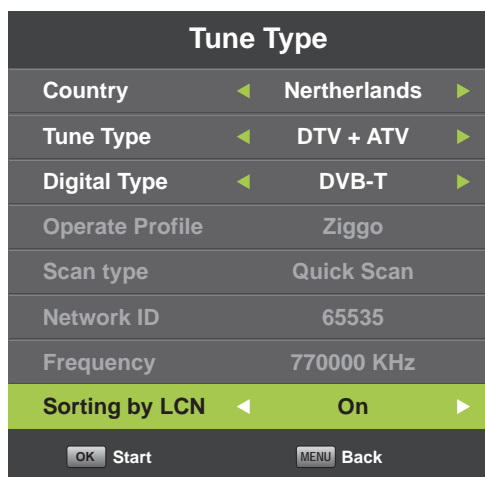 Tune Type
Country Nertherlands
Tune Type DTV + ATV
Digital Type DVB-T
Operate Profile Ziggo
Scan type Quick Scan
Network ID 65535
Frequency 770000 KHz
Sorting by LCN On
OK Start MENU Back